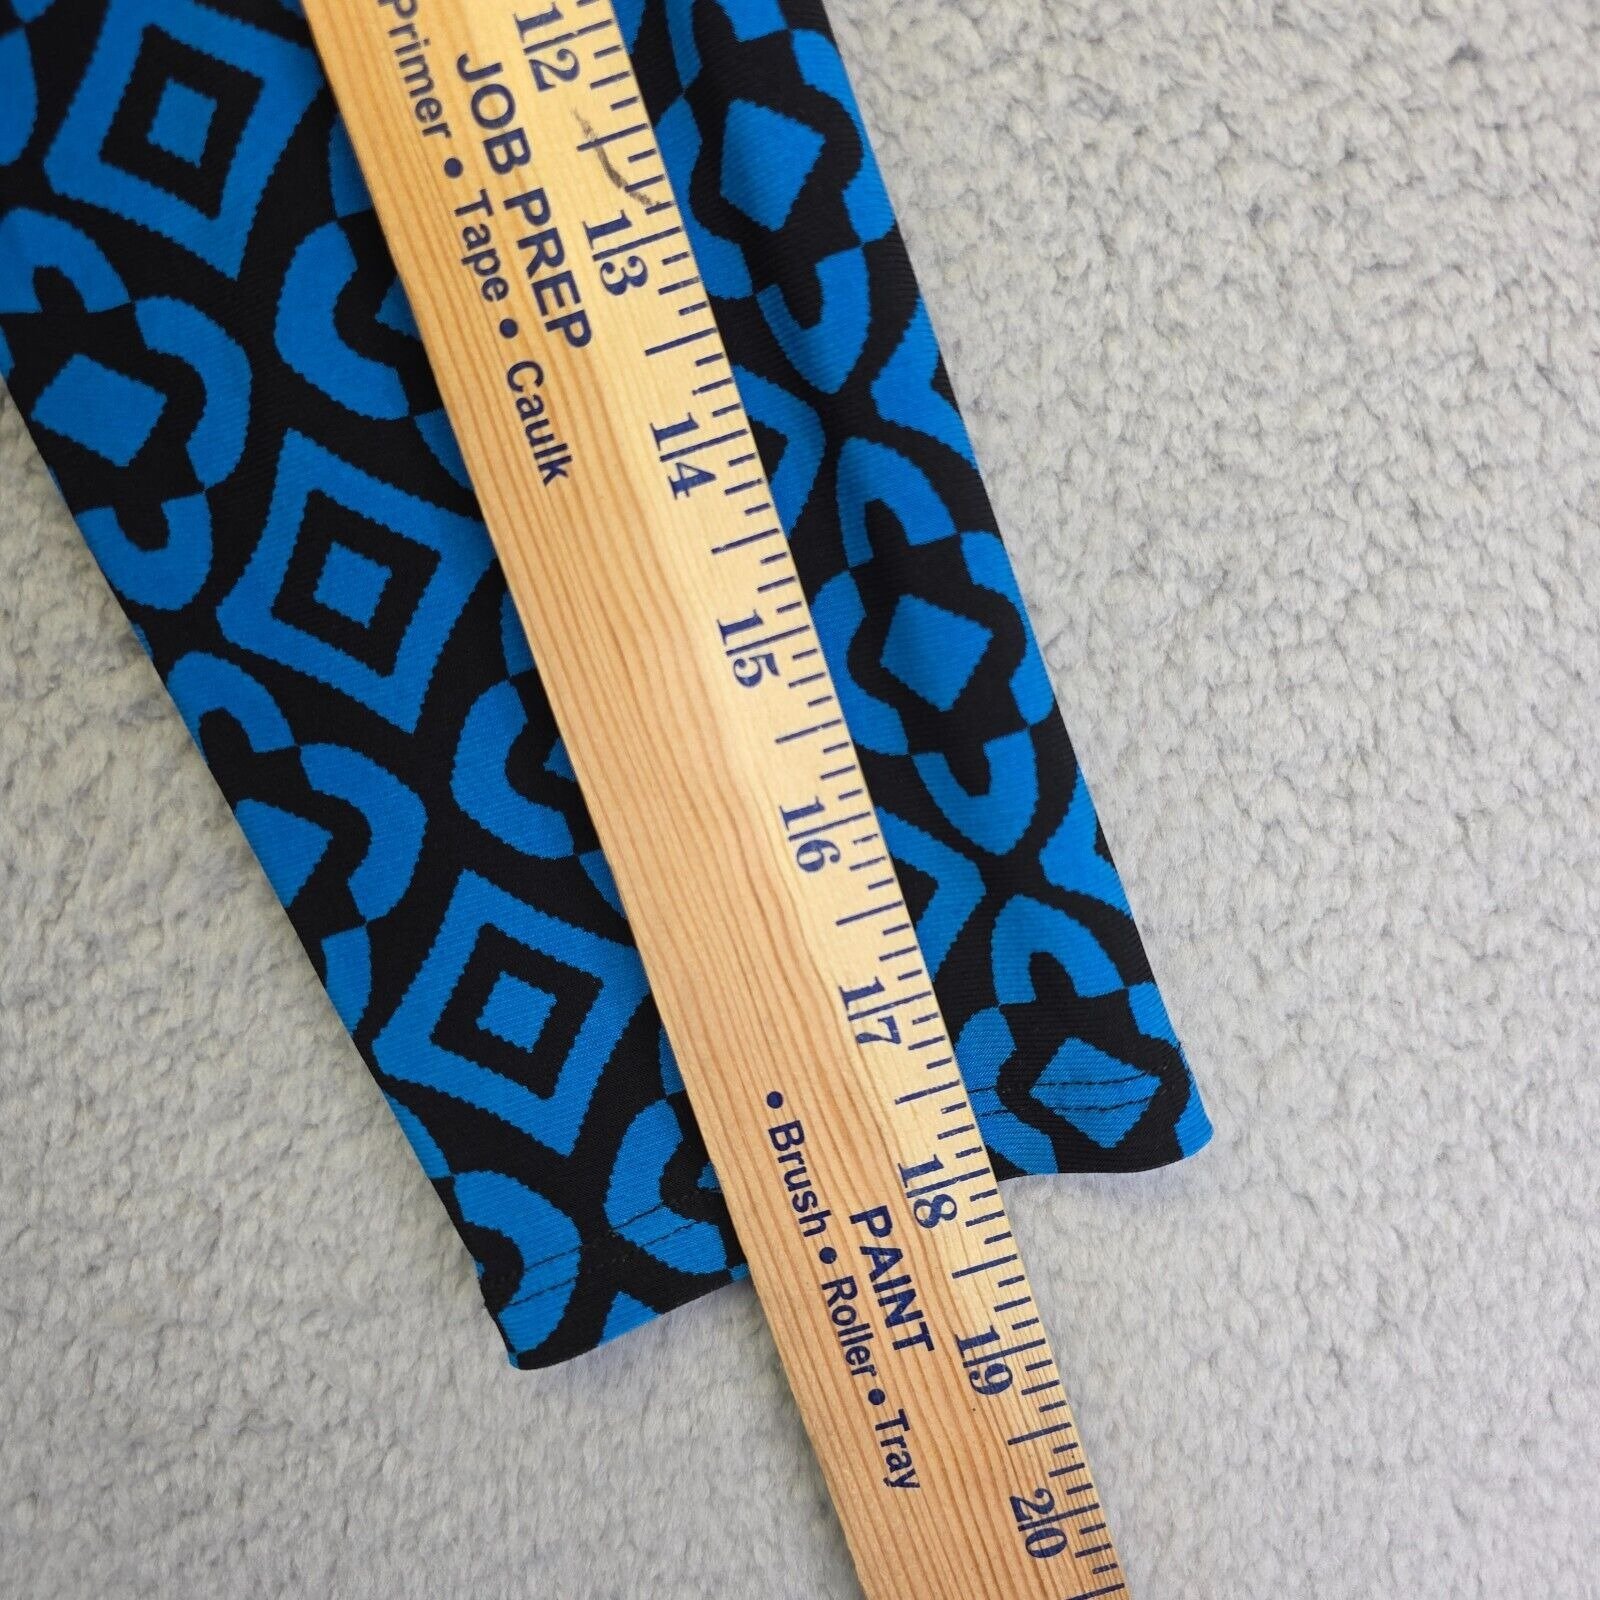 Primer • Tape • Caulk
JOB PREP
12 13 14 15 16 17 18 19 20
PAINT
• Brush • Roller • Tray